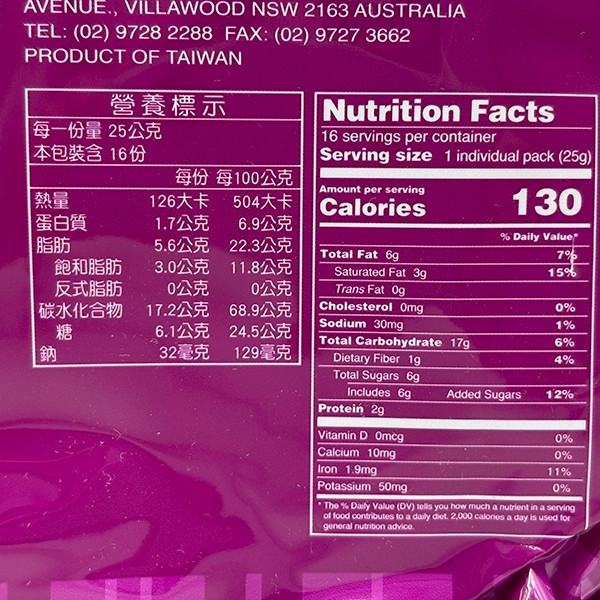 AVENUE., VILLAWOOD NSW 2163 AUSTRALIA
TEL: (02) 9728 2288 FAX: (02) 9727 3662
PRODUCT OF TAIWAN
營養標示
每一份量 25公克
本包裝含 16份
每份 每100公克
熱量 126大卡 504大卡
蛋白質 1.7公克 6.9公克
脂肪 5.6公克 22.3公克
飽和脂肪 3.0公克 11.8公克
反式脂肪 0公克 0公克
碳水化合物 17.2公克 68.9公克
糖 6.1公克 24.5公克
鈉 32毫克 129毫克
Nutrition Facts
16 servings per container
Serving size 1 individual pack (25g)
Amount per serving
Calories 130
% Daily Value*
Total Fat 6g 7%
Saturated Fat 3g 15%
Trans Fat 0g
Cholesterol 0mg 0%
Sodium 30mg 1%
Total Carbohydrate 17g 6%
Dietary Fiber 1g 4%
Total Sugars 6g
Includes 6g Added Sugars 12%
Protein 2g
Vitamin D 0mcg 0%
Calcium 10mg 0%
Iron 1.9mg 11%
Potassium 50mg 0%
* The % Daily Value (DV) tells you how much a nutrient in a serving
of food contributes to a daily diet. 2,000 calories a day is used for
general nutrition advice.